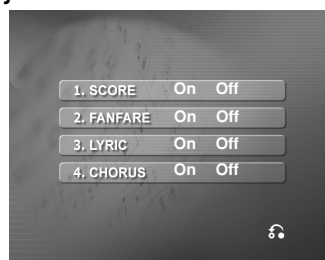 1. SCORE On Off
2. FANFARE On Off
3. LYRIC On Off
4. CHORUS On Off